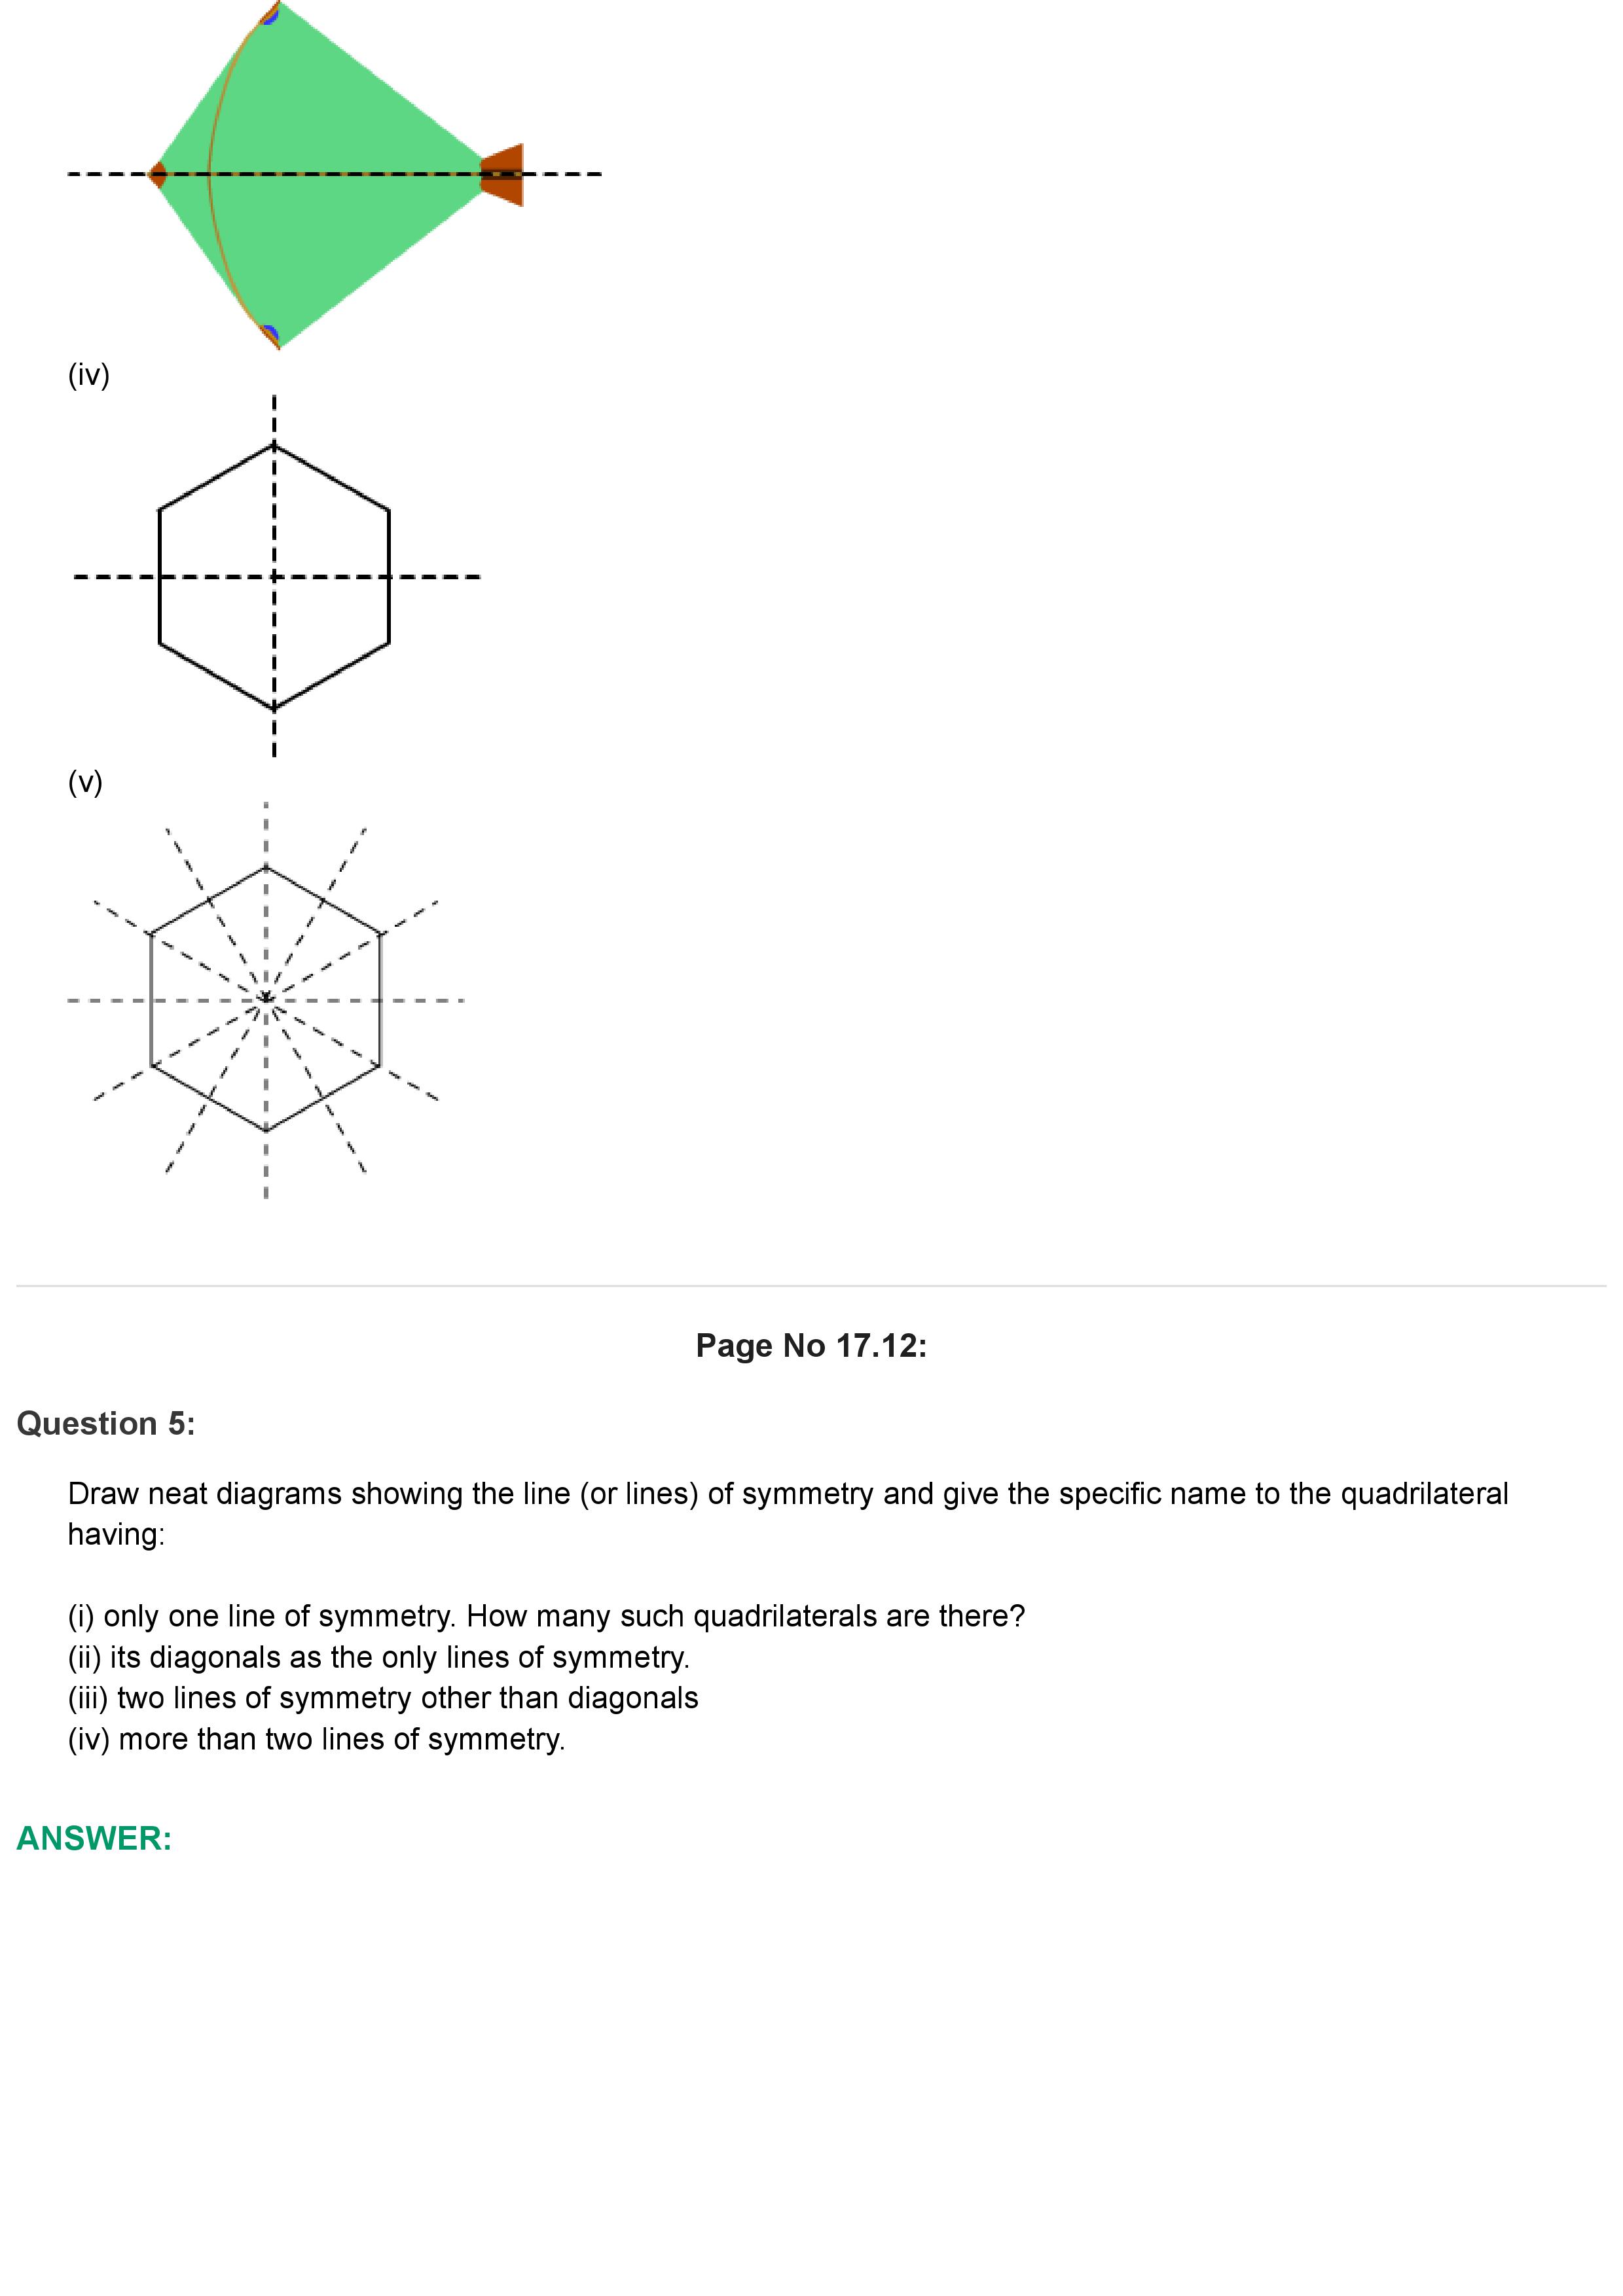 (iv)
(v)
Page No 17.12:
Question 5:
Draw neat diagrams showing the line (or lines) of symmetry and give the specific name to the quadrilateral
having:
(i) only one line of symmetry. How many such quadrilaterals are there?
(ii) its diagonals as the only lines of symmetry.
(iii) two lines of symmetry other than diagonals
(iv) more than two lines of symmetry.
ANSWER: